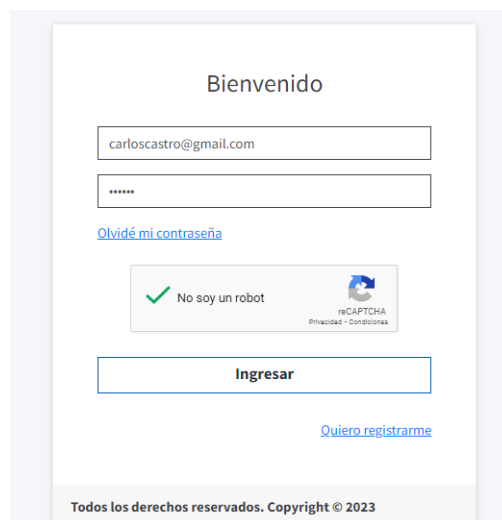 Bienvenido
carloscastro@gmail.com
••••••
Olvidé mi contraseña
No soy un robot
reCAPTCHA
Privacidad - Condiciones
Ingresar
Quiero registrarme
Todos los derechos reservados. Copyright © 2023